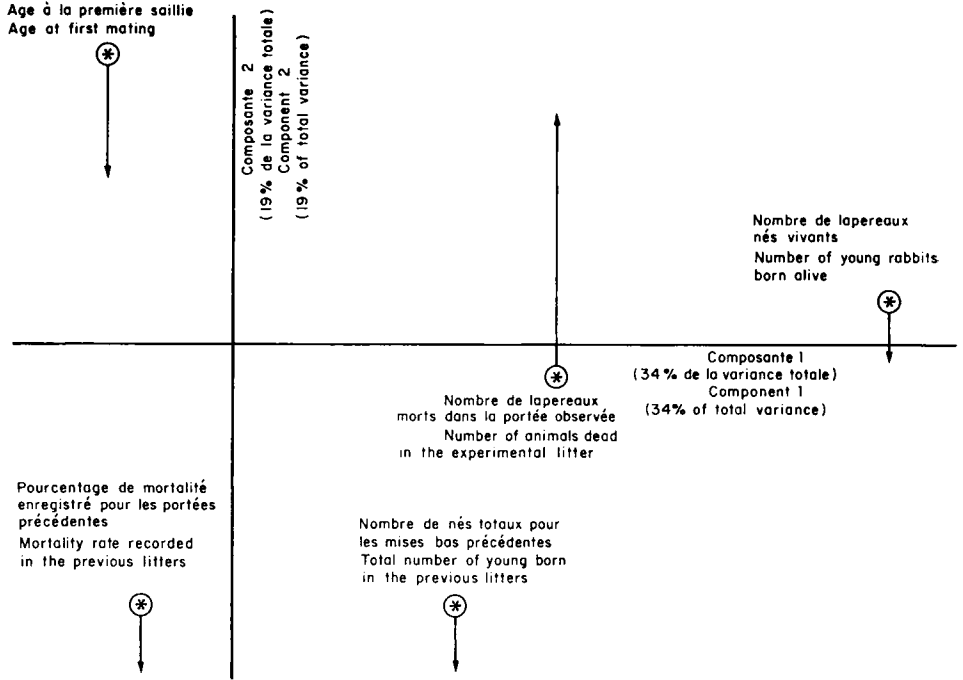 Age à la première saillie
Age at first mating
Composante 2
(19% de la variance totale)
Component 2
(19% of total variance)
Nombre de lapereaux
nés vivants
Number of young rabbits
born alive
Composante 1
(34% de la variance totale)
Component 1
(34% of total variance)
Nombre de lapereaux
morts dans la portée observée
Number of animals dead
in the experimental litter
Pourcentage de mortalité
enregistré pour les portées
précédentes
Mortality rate recorded
in the previous litters
Nombre de nés totaux pour
les mises bas précédentes
Total number of young born
in the previous litters